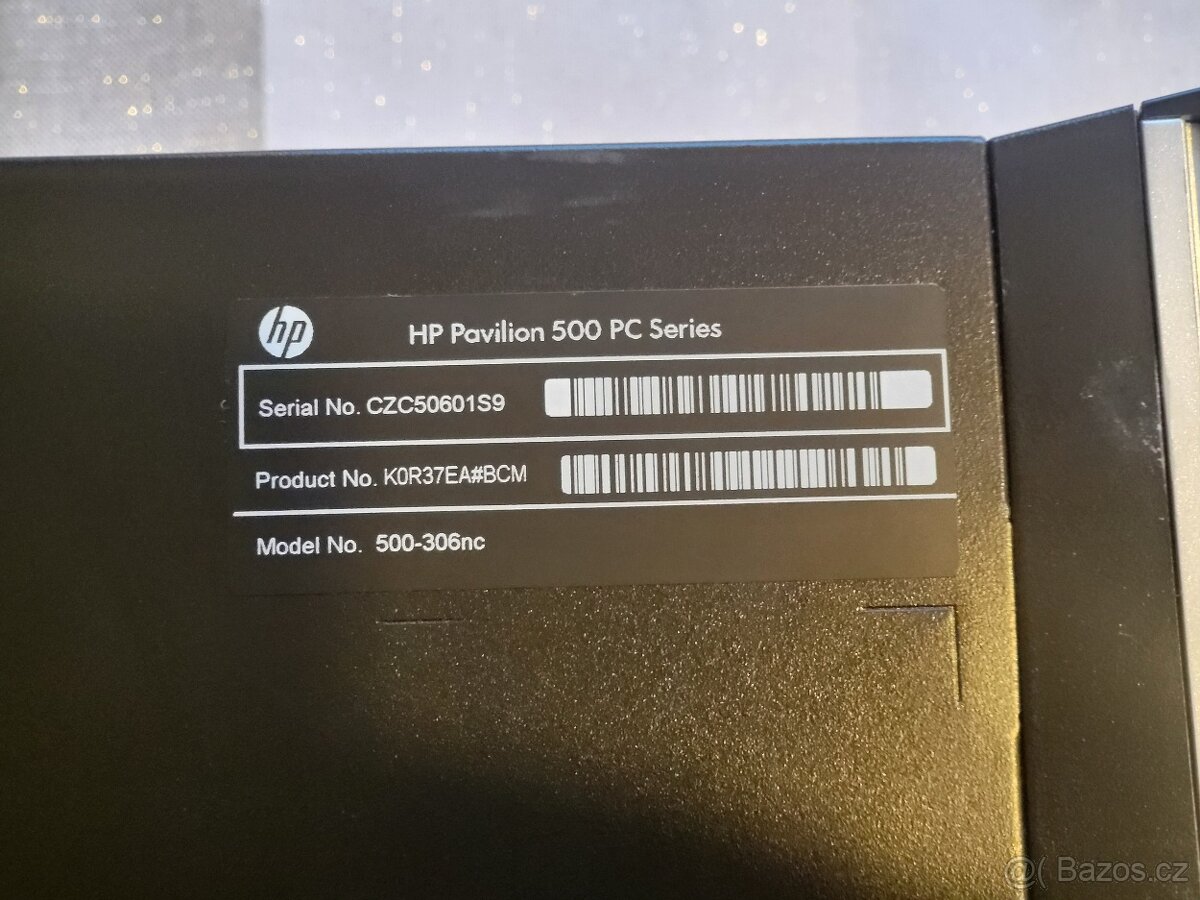 hp
HP Pavilion 500 PC Series
Serial No. CZC50601S9
Product No. K0R37EA#BCM
Model No. 500-306nc
@( Bazos.cz